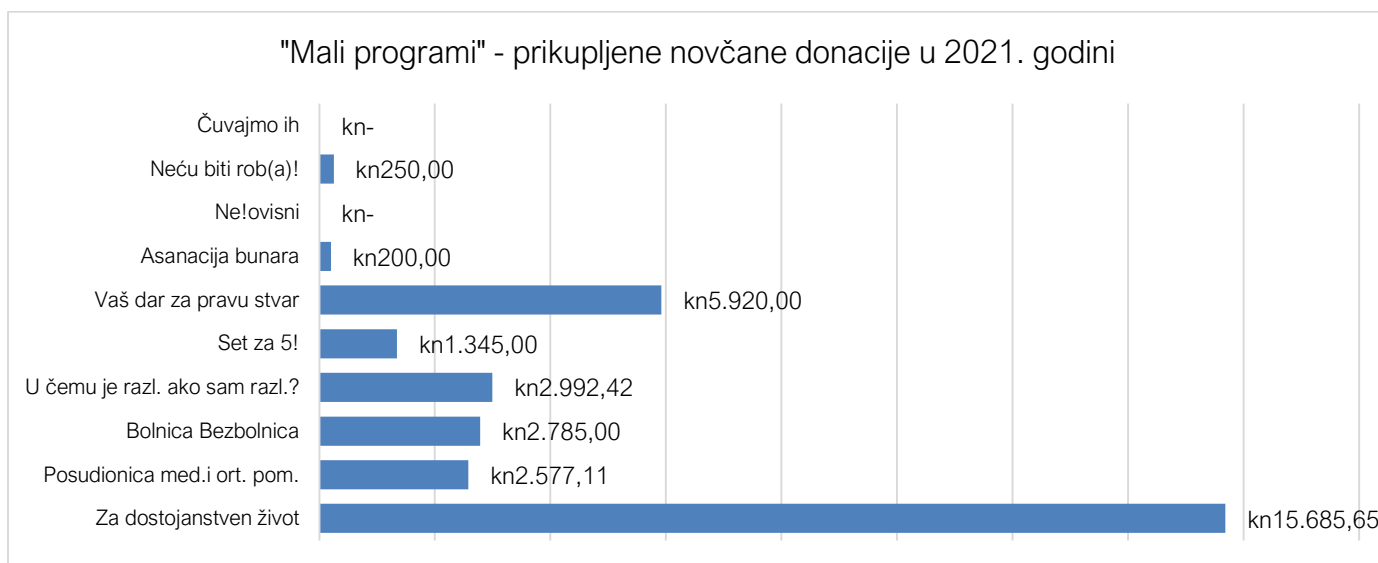 "Mali programi" - prikupljene novčane donacije u 2021. godini
Čuvajmo ih kn-
Neću biti rob(a)! kn250,00
Ne!ovisni kn-
Asanacija bunara kn200,00
Vaš dar za pravu stvar kn5.920,00
Set za 5! kn1.345,00
U čemu je razl. ako sam razl.? kn2.992,42
Bolnica Bezbolnica kn2.785,00
Posudionica med.i ort. pom. kn2.577,11
Za dostojanstven život kn15.685,65